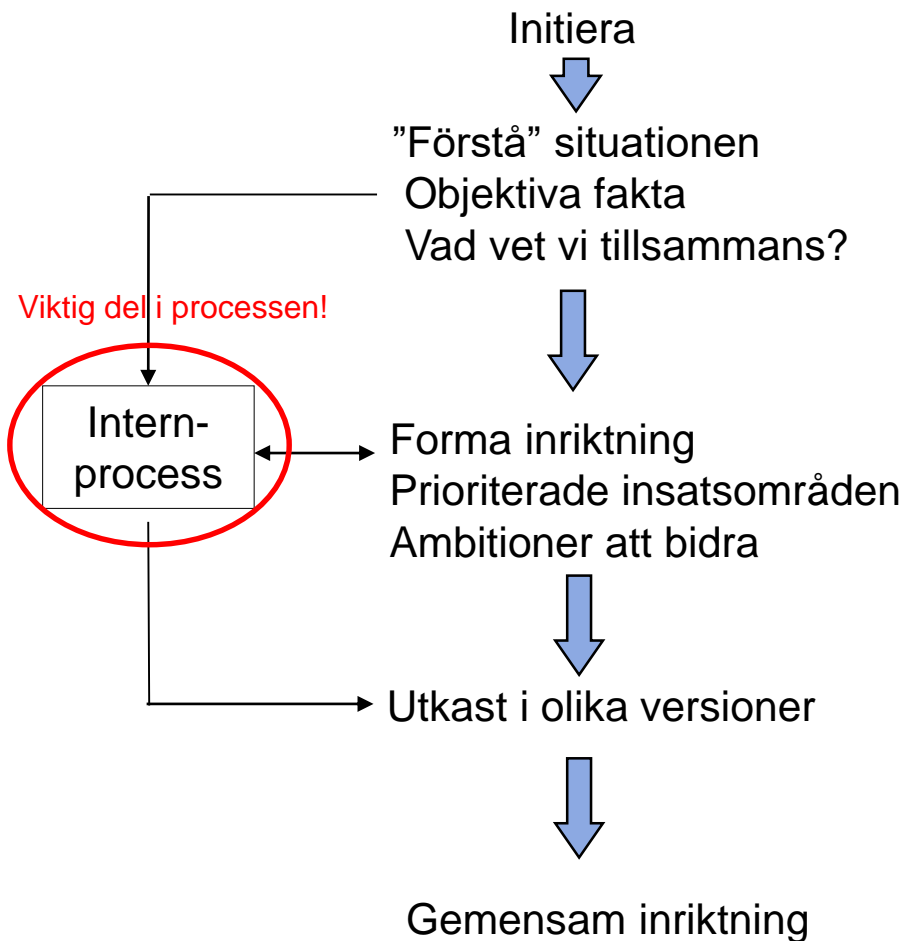 Initiera
”Förstå” situationen
Objektiva fakta
Vad vet vi tillsammans?
Viktig del i processen!
Intern-
process
Forma inriktning
Prioriterade insatsområden
Ambitioner att bidra
Utkast i olika versioner
Gemensam inriktning